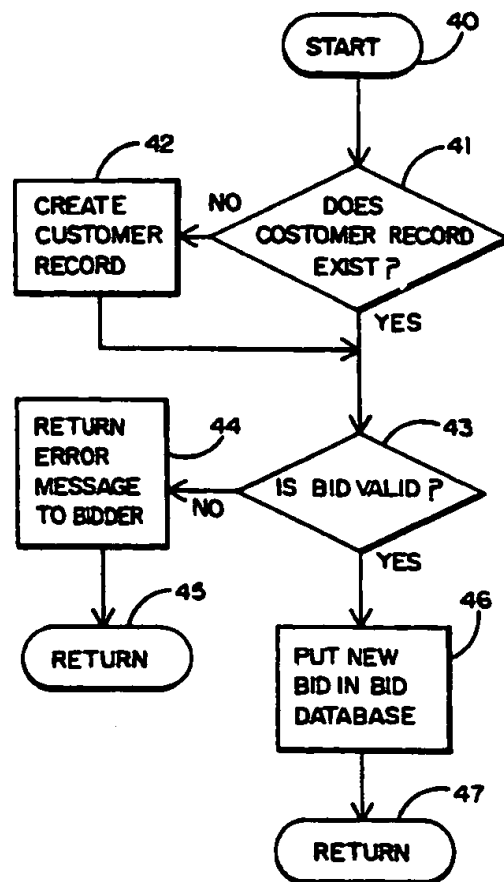 40
START
42
41
CREATE
CUSTOMER
RECORD
NO
DOES
COSTOMER RECORD
EXIST?
YES
RETURN
ERROR
MESSAGE
TO BIDDER
44
43
IS BID VALID?
NO
YES
45
RETURN
46
PUT NEW
BID IN BID
DATABASE
47
RETURN